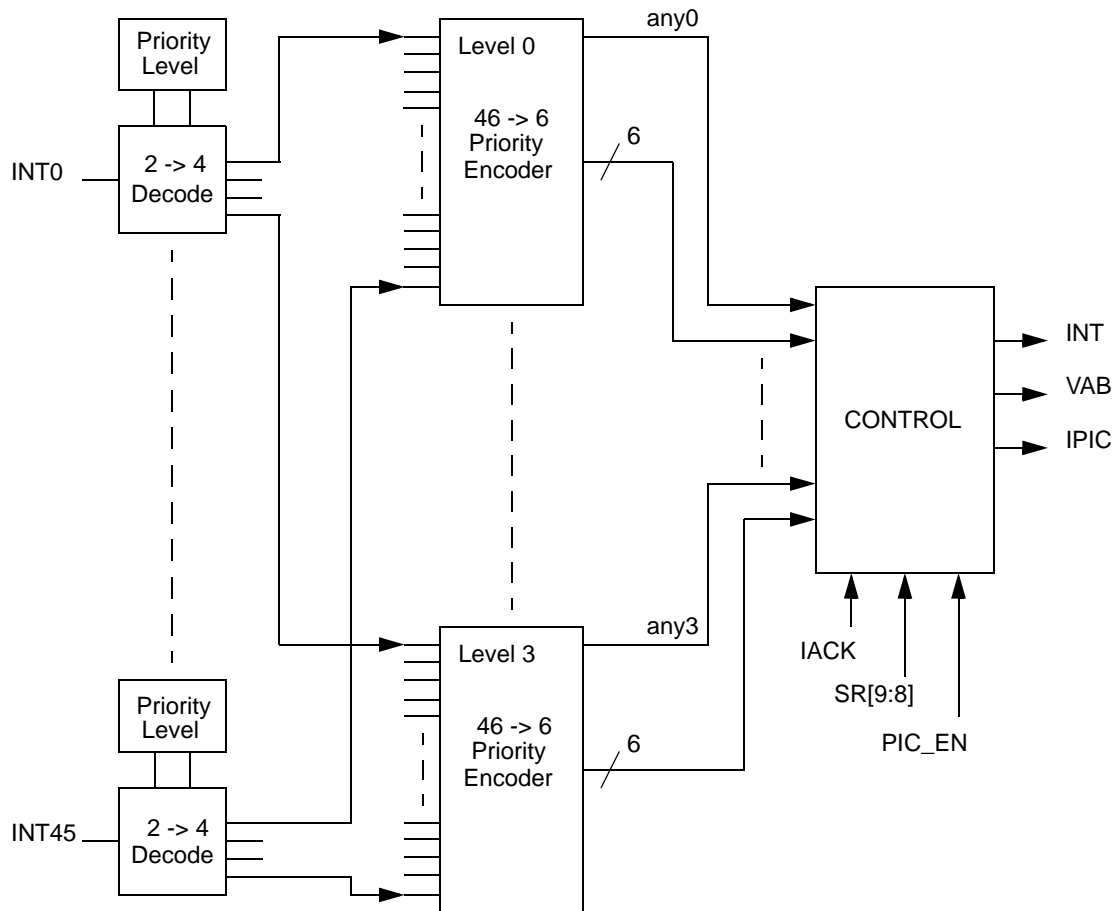 any0
Priority
Level
Level 0
46 -> 6
Priority
Encoder
6
INT0
2 -> 4
Decode
INT
VAB
CONTROL
IPIC
any3
Level 3
IACK
SR[9:8]
PIC_EN
Priority
Level
46 -> 6
Priority
Encoder
6
INT45
2 -> 4
Decode